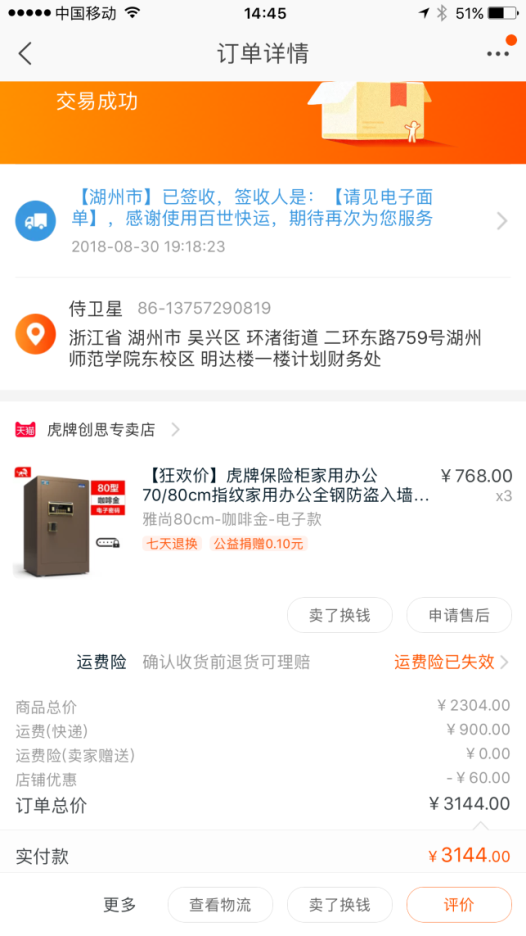 中国移动 14:45 51%
订单详情
交易成功
【湖州市】已签收，签收人是：【请见电子面
单】，感谢使用百世快运，期待再次为您服务
2018-08-30 19:18:23
侍卫星 86-13757290819
浙江省 湖州市 吴兴区 环渚街道 二环东路759号湖州
师范学院东校区 明达楼一楼计划财务处
天猫 虎牌创思专卖店
【狂欢价】虎牌保险柜家用办公 ￥768.00
70/80cm指纹家用办公全钢防盗入墙... x3
雅尚80cm-咖啡金-电子款
七天退换 公益捐赠0.10元
80型
咖啡金
电子密码
卖了换钱 申请售后
运费险 确认收货前退货可理赔 运费险已失效
商品总价 ￥2304.00
运费(快递) ￥900.00
运费险(卖家赠送) ￥0.00
店铺优惠 -￥60.00
订单总价 ￥3144.00
实付款 ￥3144.00
更多 查看物流 卖了换钱 评价